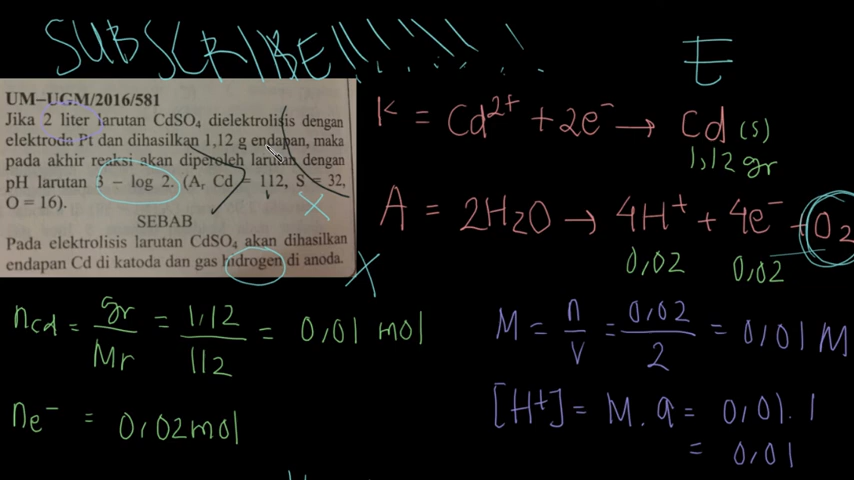 SUBSCRIBE!!!!!!!!
E
UM–UGM/2016/581
Jika 2 liter larutan CdSO₄ dielektrolisis dengan
elektroda Pt dan dihasilkan 1,12 g endapan, maka
pada akhir reaksi akan diperoleh larutan dengan
pH larutan 3 – log 2. (Aᵣ Cd = 112, S = 32,
O = 16).
SEBAB
Pada elektrolisis larutan CdSO₄ akan dihasilkan
endapan Cd di katoda dan gas hidrogen di anoda.
X
X
K = Cd²⁺ + 2e⁻ → Cd (s)
1,12 gr
A = 2H₂O → 4H⁺ + 4e⁻ + O₂
0,02 0,02
nCd = gr/Mr = 1,12/112 = 0,01 mol
ne⁻ = 0,02 mol
M = n/V = 0,02/2 = 0,01 M
[H⁺] = M . a = 0,01 . 1
= 0,01